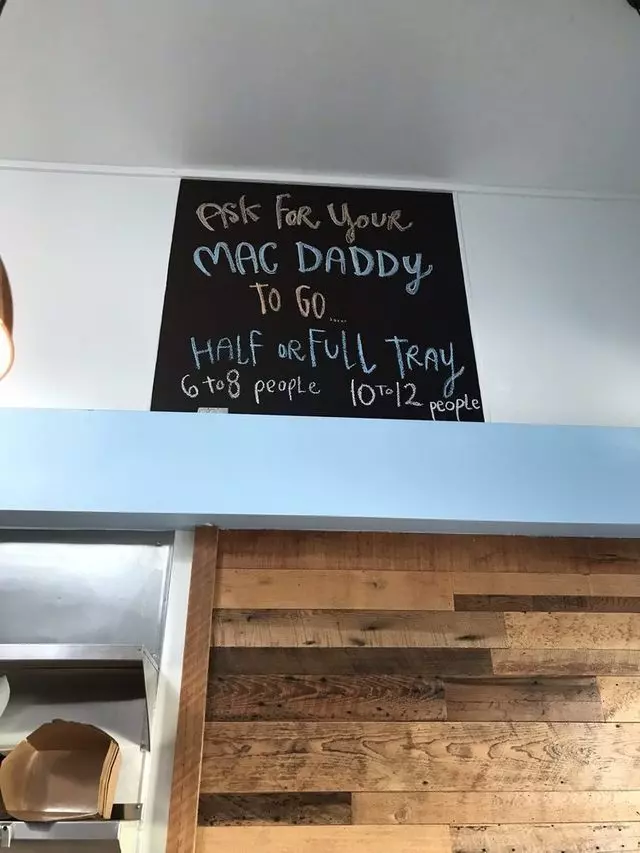 ASK FOR YOUR
MAC DADDY
TO GO....
HALF OR FULL TRAY
6 to 8 people 10 TO 12 people